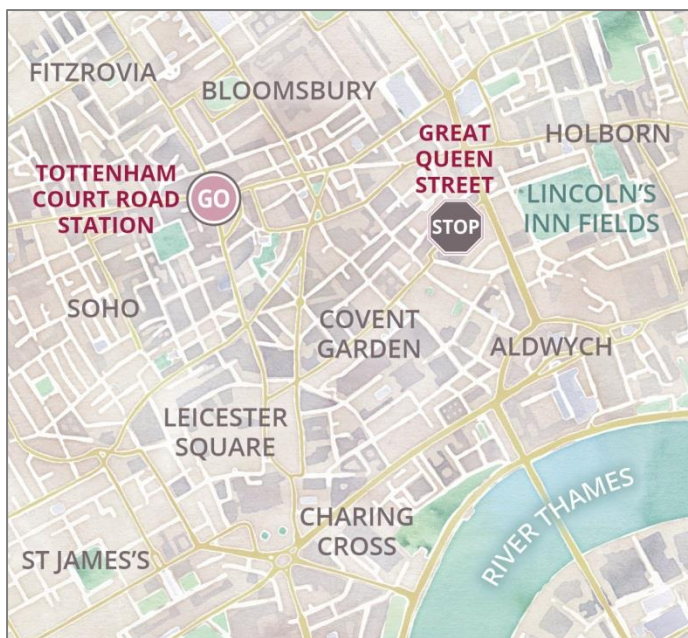 FITZROVIA
BLOOMSBURY
GREAT
QUEEN
STREET
HOLBORN
TOTTENHAM
COURT ROAD
STATION
GO
STOP
LINCOLN'S
INN FIELDS
SOHO
COVENT
GARDEN
ALDWYCH
LEICESTER
SQUARE
RIVER THAMES
CHARING
CROSS
ST JAMES'S